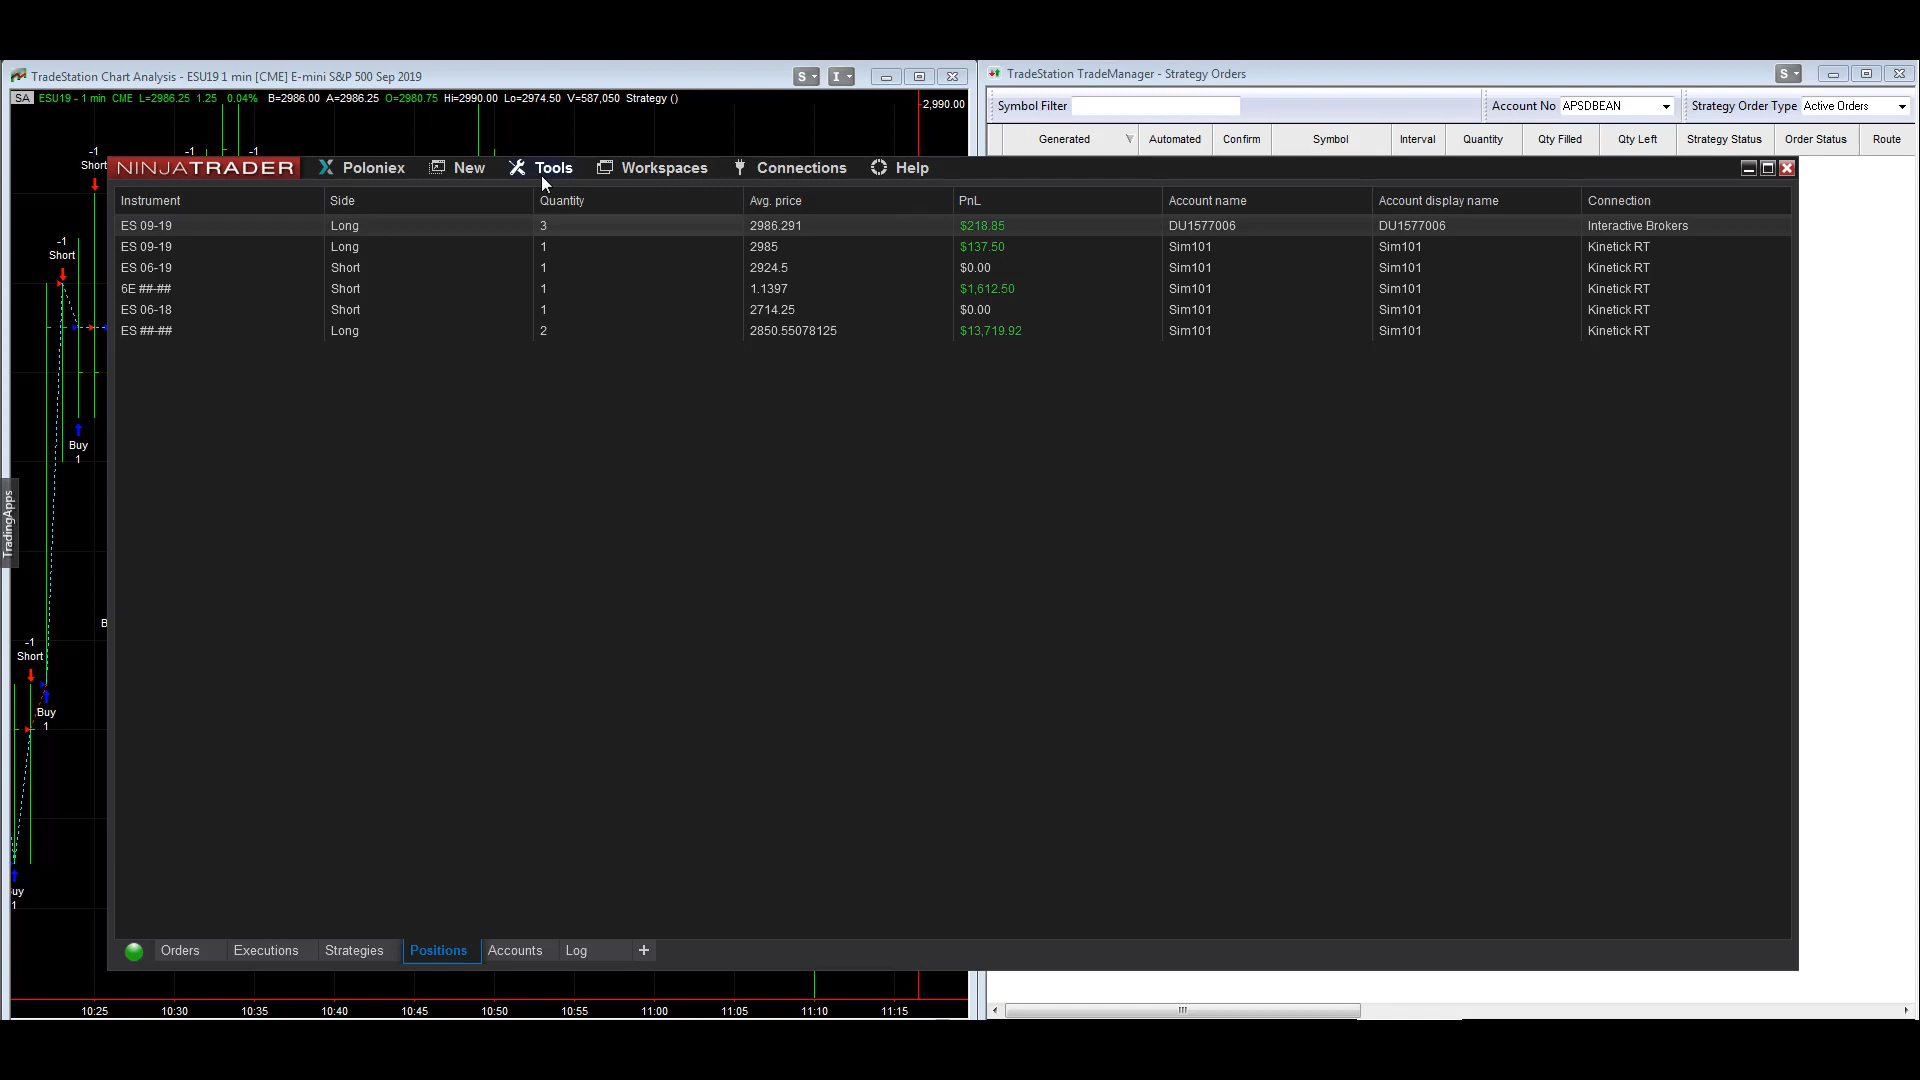 TradeStation Chart Analysis - ESU19 1 min [CME] E-mini S&P 500 Sep 2019
S
I
TradeStation TradeManager - Strategy Orders
S
SA ESU19 - 1 min CME L=2986.25 1.25 0.04% B=2986.00 A=2986.25 O=2980.75 Hi=2990.00 Lo=2974.50 V=587,050 Strategy ()
2,990.00
Symbol Filter
Account No APSDBEAN
Strategy Order Type Active Orders
Generated Automated Confirm Symbol Interval Quantity Qty Filled Qty Left Strategy Status Order Status Route
-1
Short
-1
-1
NINJATRADER Poloniex New Tools Workspaces Connections Help
Instrument Side Quantity Avg. price PnL Account name Account display name Connection
ES 09-19 Long 3 2986.291 $218.85 DU1577006 DU1577006 Interactive Brokers
ES 09-19 Long 1 2985 $137.50 Sim101 Sim101 Kinetick RT
ES 06-19 Short 1 2924.5 $0.00 Sim101 Sim101 Kinetick RT
6E ##-## Short 1 1.1397 $1,612.50 Sim101 Sim101 Kinetick RT
ES 06-18 Short 1 2714.25 $0.00 Sim101 Sim101 Kinetick RT
ES ##-## Long 2 2850.55078125 $13,719.92 Sim101 Sim101 Kinetick RT
-1
Short
Buy
1
TradingApps
B
-1
Short
Buy
1
uy
1
Orders Executions Strategies Positions Accounts Log +
10:25 10:30 10:35 10:40 10:45 10:50 10:55 11:00 11:05 11:10 11:15